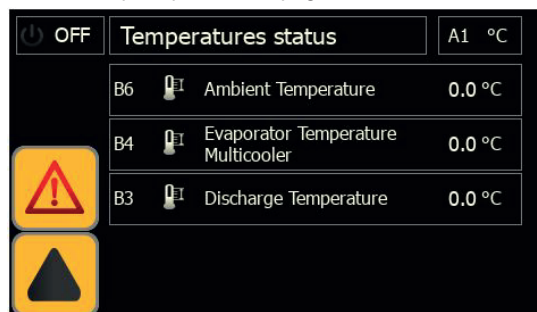 OFF Temperatures status A1 °C
B6 Ambient Temperature 0.0 °C
B4 Evaporator Temperature Multicooler 0.0 °C
B3 Discharge Temperature 0.0 °C